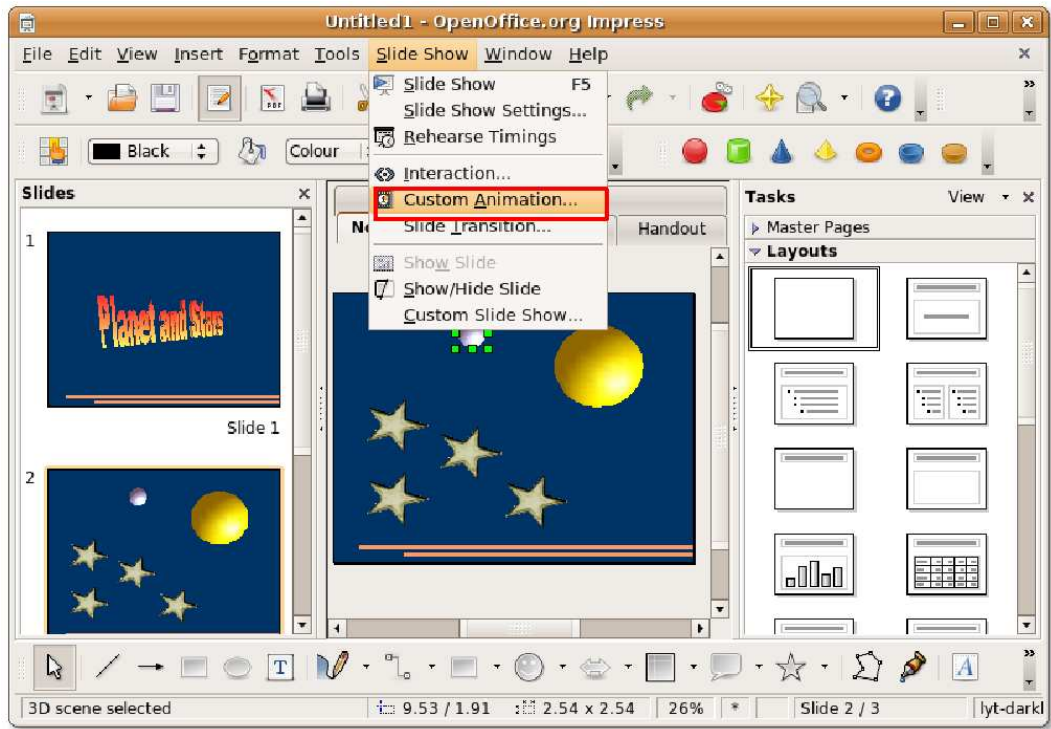 Untitled1 - OpenOffice.org Impress
File Edit View Insert Format Tools Slide Show Window Help
Slide Show F5
Slide Show Settings...
Rehearse Timings
Interaction...
Custom Animation...
Slide Transition...
Show Slide
Show/Hide Slide
Custom Slide Show...
PDF
Black
Colour
Slides
1
Planet and Stars
Slide 1
2
Handout
Tasks View
Master Pages
Layouts
T
A
3D scene selected 9.53 / 1.91 2.54 x 2.54 26% * Slide 2 / 3 lyt-darkl